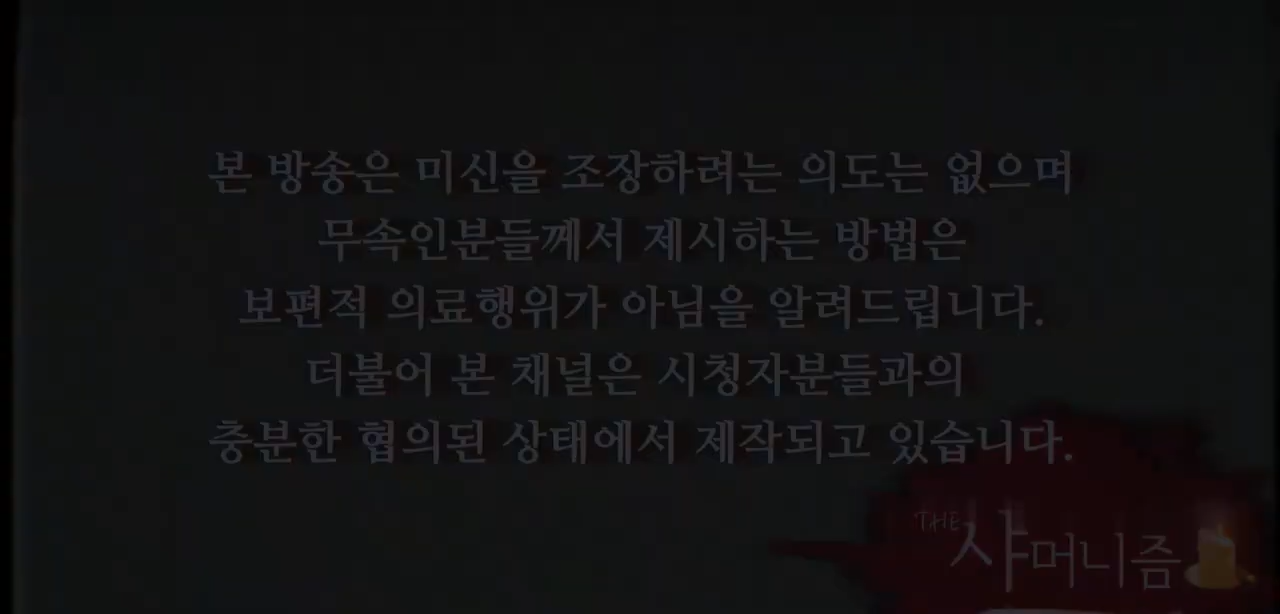 본 방송은 미신을 조장하려는 의도는 없으며
무속인분들께서 제시하는 방법은
보편적 의료행위가 아님을 알려드립니다.
더불어 본 채널은 시청자분들과의
충분한 협의된 상태에서 제작되고 있습니다.
THE 샤머니즘